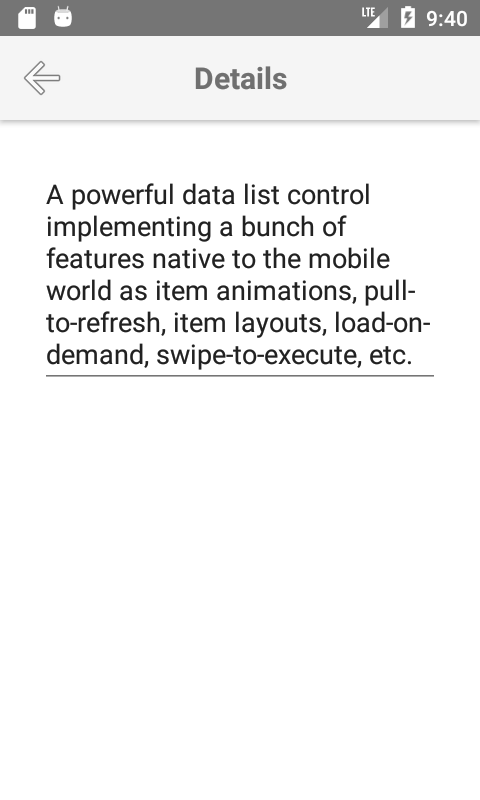 LTE 9:40
Details
A powerful data list control
implementing a bunch of
features native to the mobile
world as item animations, pull-
to-refresh, item layouts, load-on-
demand, swipe-to-execute, etc.